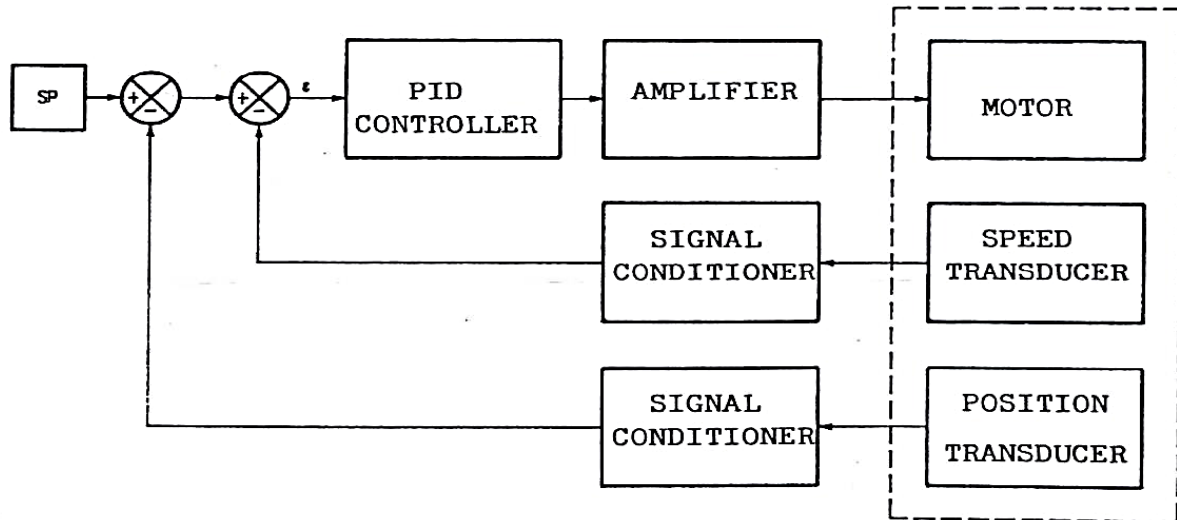 SP
+
−
+
−
ε
PID
CONTROLLER
AMPLIFIER
MOTOR
SIGNAL
CONDITIONER
SPEED
TRANSDUCER
SIGNAL
CONDITIONER
POSITION
TRANSDUCER